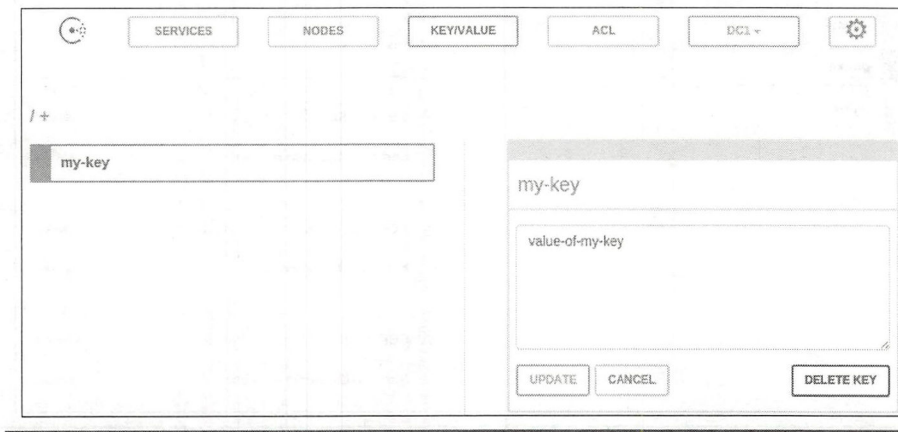 SERVICES NODES KEY/VALUE ACL DC1
/ +
my-key
my-key
value-of-my-key
UPDATE CANCEL DELETE KEY